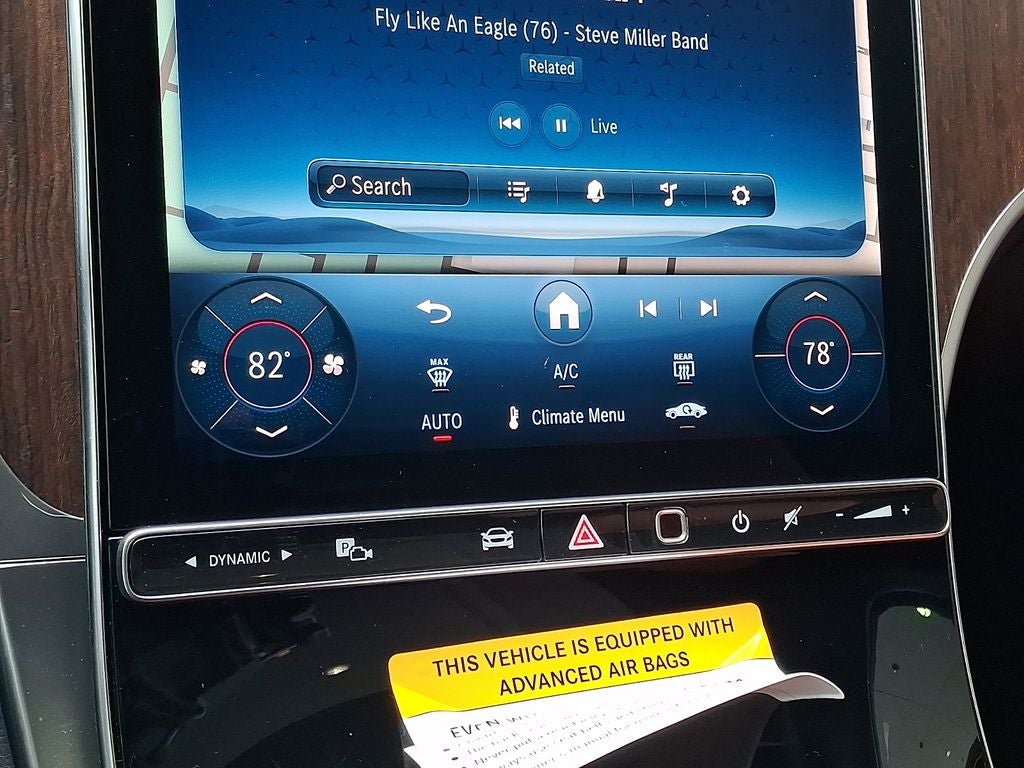 Fly Like An Eagle (76) - Steve Miller Band
Related
Live
Search
82°
78°
MAX
A/C
REAR
AUTO
Climate Menu
DYNAMIC
P
- +
THIS VEHICLE IS EQUIPPED WITH
ADVANCED AIR BAGS
EVEN